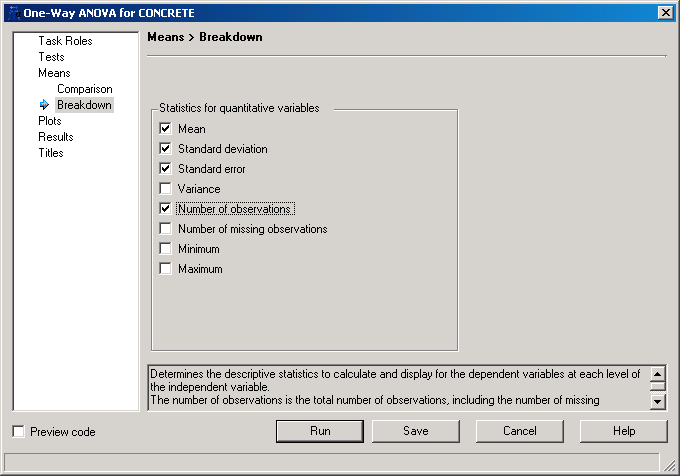 One-Way ANOVA for CONCRETE
Task Roles
Tests
Means
Comparison
Breakdown
Plots
Results
Titles
Means > Breakdown
Statistics for quantitative variables
Mean
Standard deviation
Standard error
Variance
Number of observations
Number of missing observations
Minimum
Maximum
Determines the descriptive statistics to calculate and display for the dependent variables at each level of
the independent variable.
The number of observations is the total number of observations, including the number of missing
Preview code
Run
Save
Cancel
Help